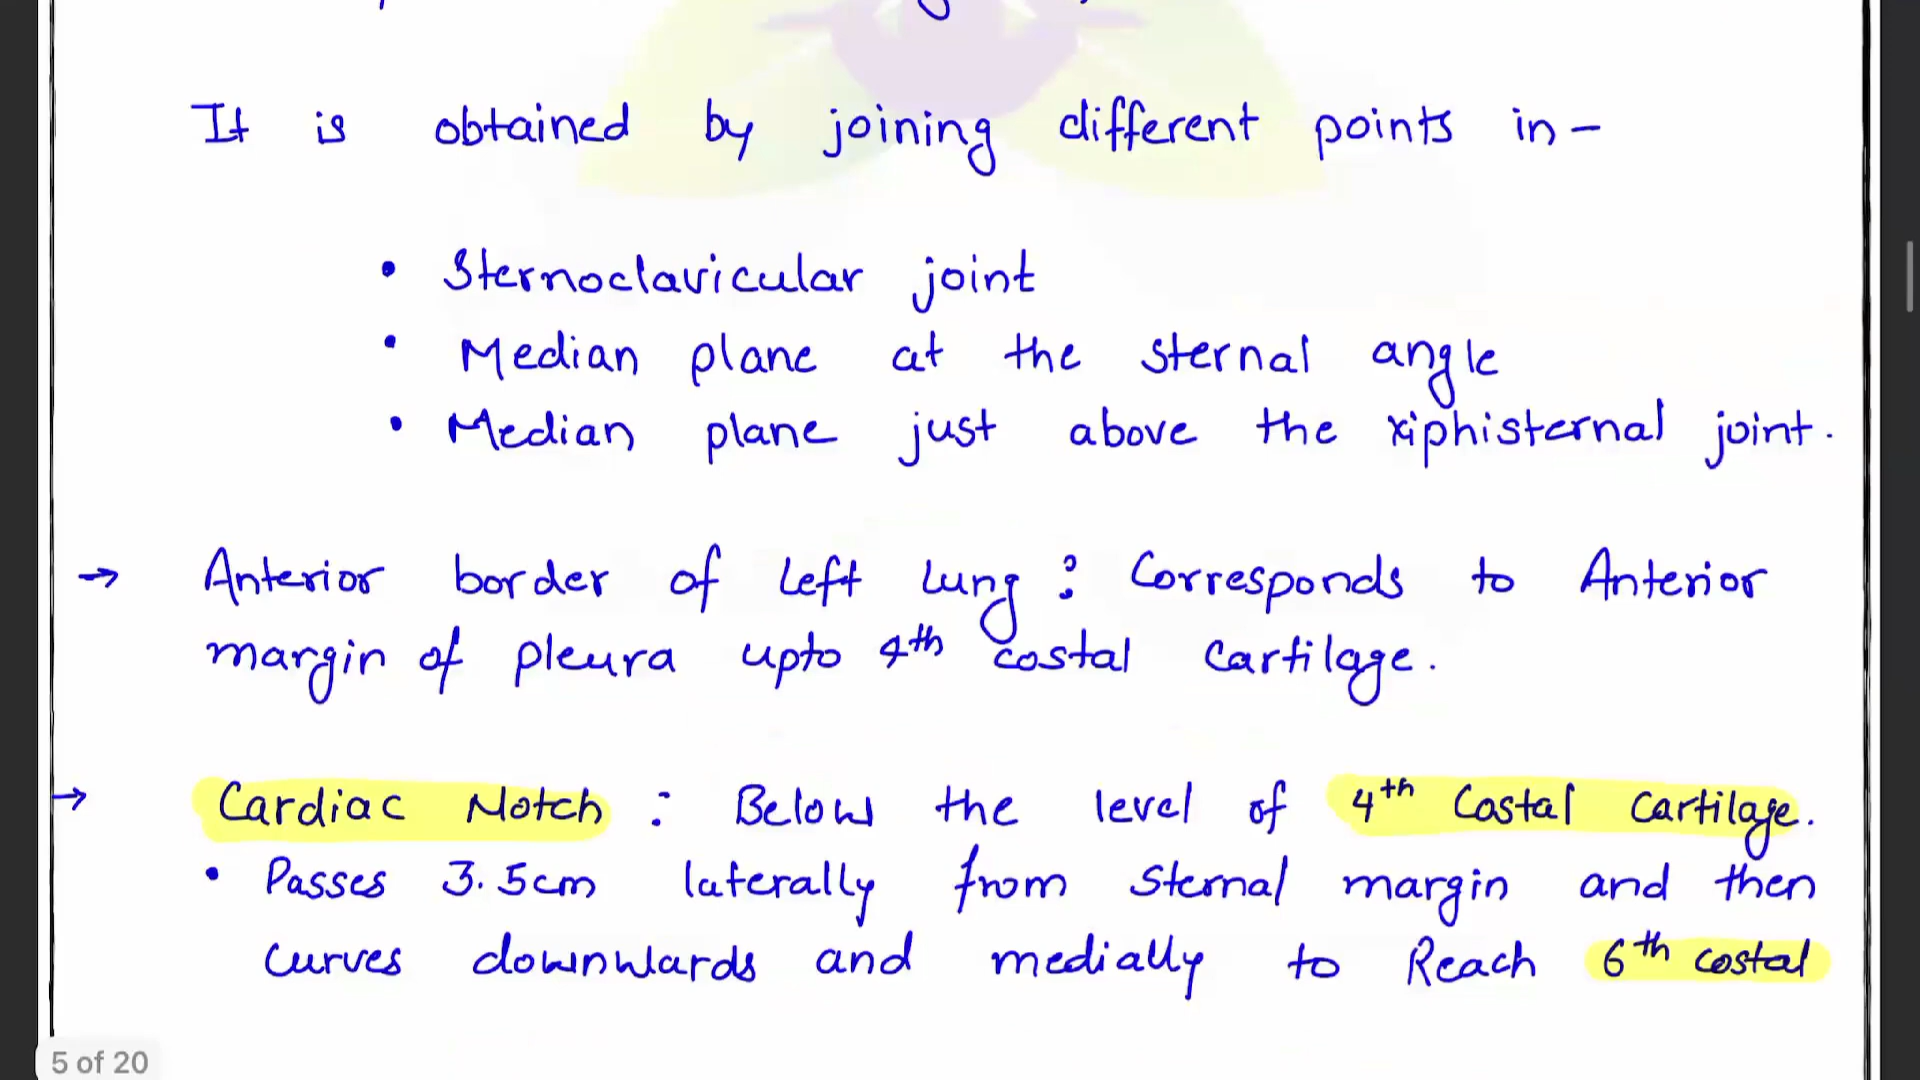 It is obtained by joining different points in -
• Sternoclavicular joint
• Median plane at the sternal angle
• Median plane just above the xiphisternal joint.
→ Anterior border of left lung : Corresponds to Anterior
margin of pleura upto 4th costal cartilage.
→ Cardiac Notch : Below the level of 4th Costal Cartilage.
• Passes 3.5cm laterally from sternal margin and then
curves downwards and medially to Reach 6th costal
5 of 20